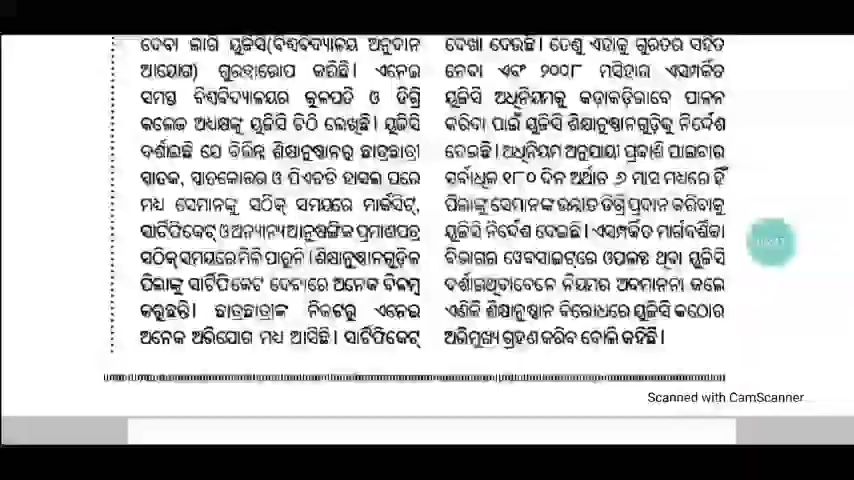 ଦେବା ଲାଗି ୟୁଜିସି(ବିଶ୍ୱବିଦ୍ୟାଳୟ ଅନୁଦାନ
ଆୟୋଗ) ଗୁରୁତ୍ୱାରୋପ କରିଛି। ଏନେଇ
ସମସ୍ତ ବିଶ୍ୱବିଦ୍ୟାଳୟର କୁଳପତି ଓ ଡିଗ୍ରି
କଲେଜ ଅଧ୍ୟକ୍ଷଙ୍କୁ ୟୁଜିସି ଚିଠି ଲେଖିଛି। ୟୁଜିସି
ଦର୍ଶାଇଛି ଯେ ବିଭିନ୍ନ ଶିକ୍ଷାନୁଷ୍ଠାନରୁ ଛାତ୍ରଛାତ୍ରୀ
ସ୍ନାତକ, ସ୍ନାତକୋତ୍ତର ଓ ପିଏଚଡି ହାସଲ ପରେ
ମଧ୍ୟ ସେମାନଙ୍କୁ ସଠିକ୍ ସମୟରେ ମାର୍କସିଟ୍,
ସାର୍ଟିଫିକେଟ୍ ଓ ଅନ୍ୟାନ୍ୟ ଆନୁଷଙ୍ଗିକ ପ୍ରମାଣପତ୍ର
ସଠିକ୍ ସମୟରେ ମିଳି ପାରୁନି। ଶିକ୍ଷାନୁଷ୍ଠାନଗୁଡ଼ିକ
ପିଲାଙ୍କୁ ସାର୍ଟିଫିକେଟ ଦେବାରେ ଅନେକ ବିଳମ୍ବ
କରୁଛନ୍ତି। ଛାତ୍ରଛାତ୍ରୀଙ୍କ ନିକଟରୁ ଏନେଇ
ଅନେକ ଅଭିଯୋଗ ମଧ୍ୟ ଆସିଛି। ସାର୍ଟିଫିକେଟ୍
ଦେଖା ଦେଉଛି। ତେଣୁ ଏହାକୁ ଗୁରୁତର ସହିତ
ନେବା ଏବଂ ୨୦୦୮ ମସିହାର ଏସମ୍ପର୍କିତ
ୟୁଜିସି ଅଧିନିୟମକୁ କଡ଼ାକଡ଼ିଭାବେ ପାଳନ
କରିବା ପାଇଁ ୟୁଜିସି ଶିକ୍ଷାନୁଷ୍ଠାନଗୁଡ଼ିକୁ ନିର୍ଦ୍ଦେଶ
ଦେଇଛି। ଅଧିନିୟମ ଅନୁଯାୟୀ ପ୍ରକାଶ ପାଇବାର
ସର୍ବାଧିକ ୧୮୦ ଦିନ ଅର୍ଥାତ ୬ ମାସ ମଧ୍ୟରେ ହିଁ
ପିଲାଙ୍କୁ ସେମାନଙ୍କ ଡିଗ୍ରି ପ୍ରଦାନ କରିବାକୁ
ୟୁଜିସି ନିର୍ଦ୍ଦେଶ ଦେଇଛି। ଏସମ୍ପର୍କିତ ମାର୍ଗଦର୍ଶିକା
ବିଭାଗର ୱେବସାଇଟ୍‌ରେ ଉପଲବ୍ଧ ଥିବା ୟୁଜିସି
ଦର୍ଶାଇଥିବାବେଳେ ନିୟମର ଅବମାନନା କଲେ
ଏଣିକି ଶିକ୍ଷାନୁଷ୍ଠାନ ବିରୋଧରେ ୟୁଜିସି କଠୋର
ଅଭିମୁଖ୍ୟ ଗ୍ରହଣ କରିବ ବୋଲି କହିଛି।
Scanned with CamScanner